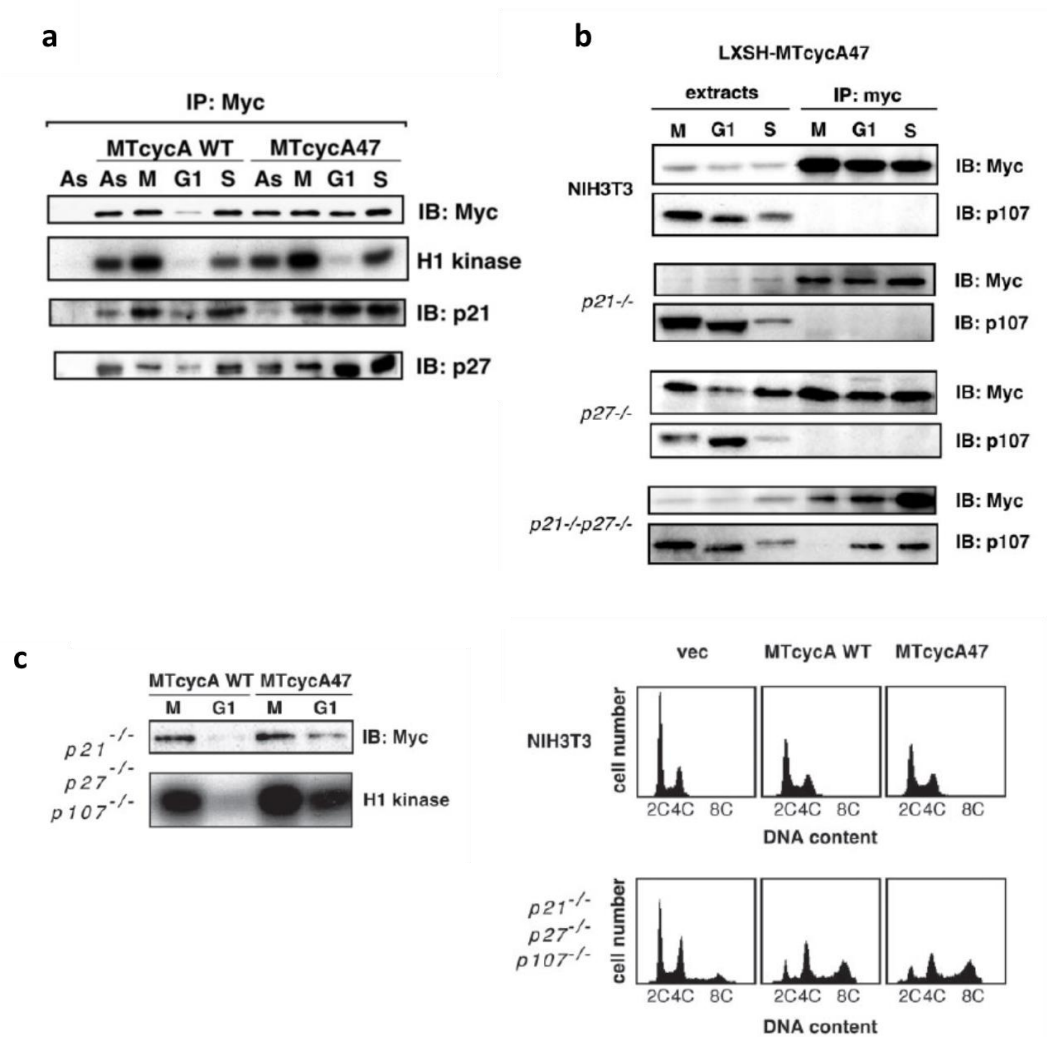 a
IP: Myc
MTcycA WT MTcycA47
As As M G1 S As M G1 S
IB: Myc
H1 kinase
IB: p21
IB: p27
b
LXSH-MTcycA47
extracts IP: myc
M G1 S M G1 S
NIH3T3
IB: Myc
IB: p107
p21-/-
IB: Myc
IB: p107
p27-/-
IB: Myc
IB: p107
p21-/-p27-/-
IB: Myc
IB: p107
c
MTcycA WT MTcycA47
M G1 M G1
p21-/-
p27-/-
p107-/-
IB: Myc
H1 kinase
vec MTcycA WT MTcycA47
NIH3T3
cell number
2C4C 8C 2C4C 8C 2C4C 8C
DNA content
p21-/-
p27-/-
p107-/-
cell number
2C4C 8C 2C4C 8C 2C4C 8C
DNA content